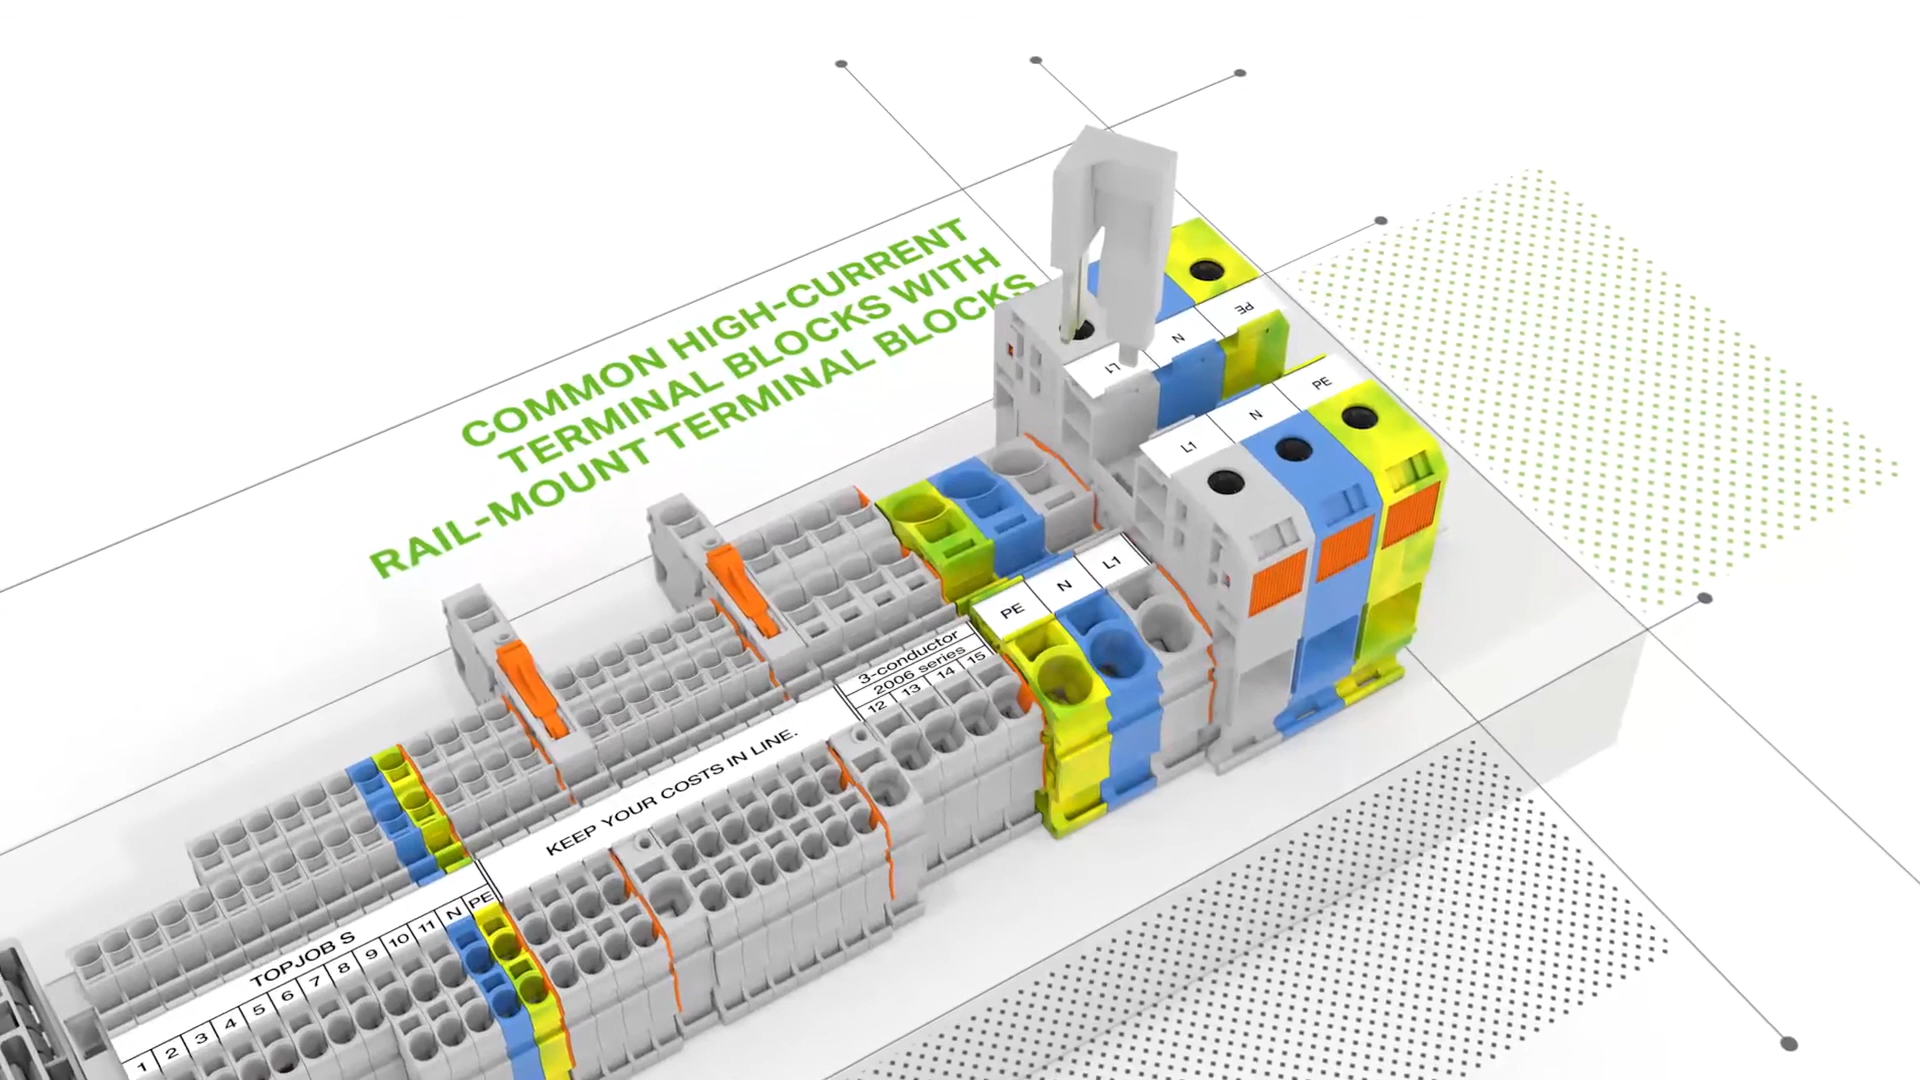 COMMON HIGH-CURRENT
TERMINAL BLOCKS WITH
RAIL-MOUNT TERMINAL BLOCKS
L1 N PE
L1 N PE
PE N L1
3-conductor
2006 series
12 13 14 15
KEEP YOUR COSTS IN LINE.
TOPJOB S
1 2 3 4 5 6 7 8 9 10 11 N PE